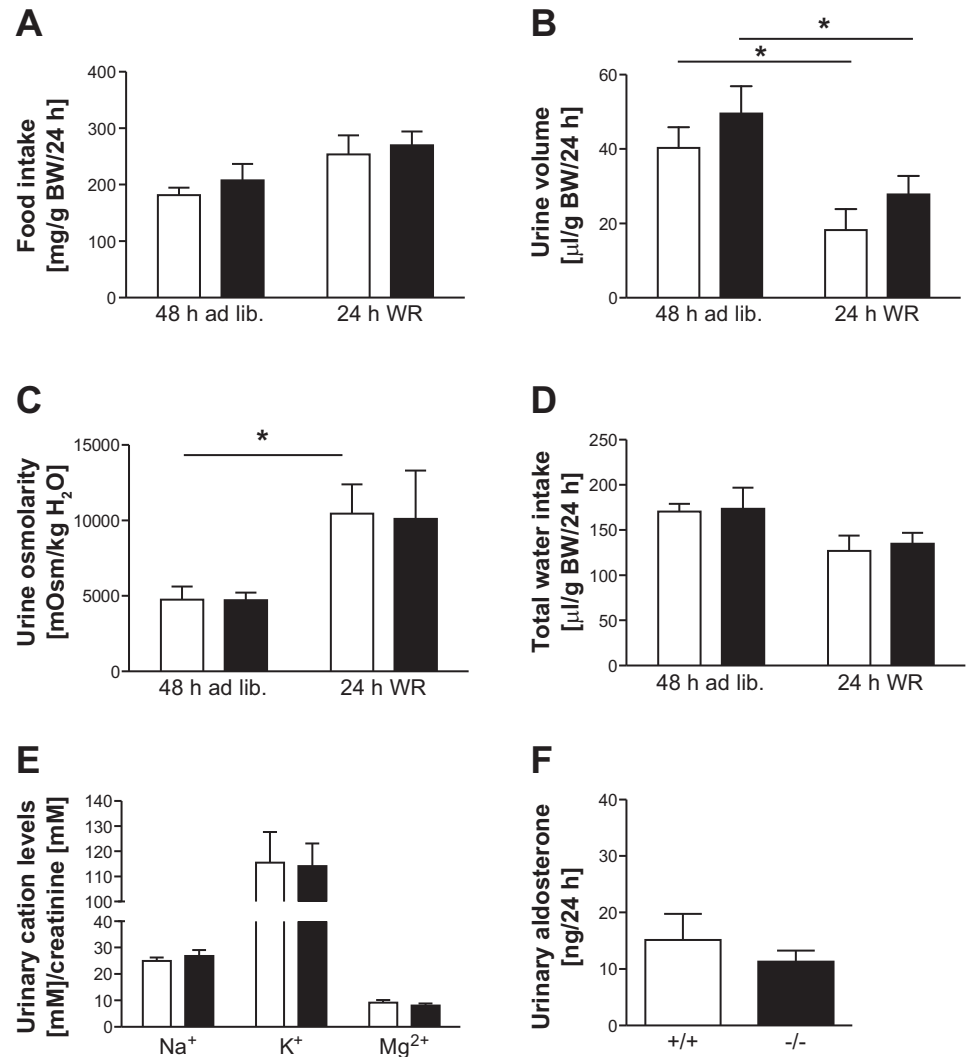 A
Food intake
[mg/g BW/24 h]
400
300
200
100
0
48 h ad lib.
24 h WR
B
Urine volume
[µl/g BW/24 h]
60
40
20
0
*
*
48 h ad lib.
24 h WR
C
Urine osmolarity
[mOsm/kg H₂O]
15000
10000
5000
0
*
48 h ad lib.
24 h WR
D
Total water intake
[µl/g BW/24 h]
250
200
150
100
50
0
48 h ad lib.
24 h WR
E
Urinary cation levels
[mM]/creatinine [mM]
140
130
120
110
100
40
30
20
10
0
Na⁺
K⁺
Mg²⁺
F
Urinary aldosterone
[ng/24 h]
40
30
20
10
0
+/+
-/-